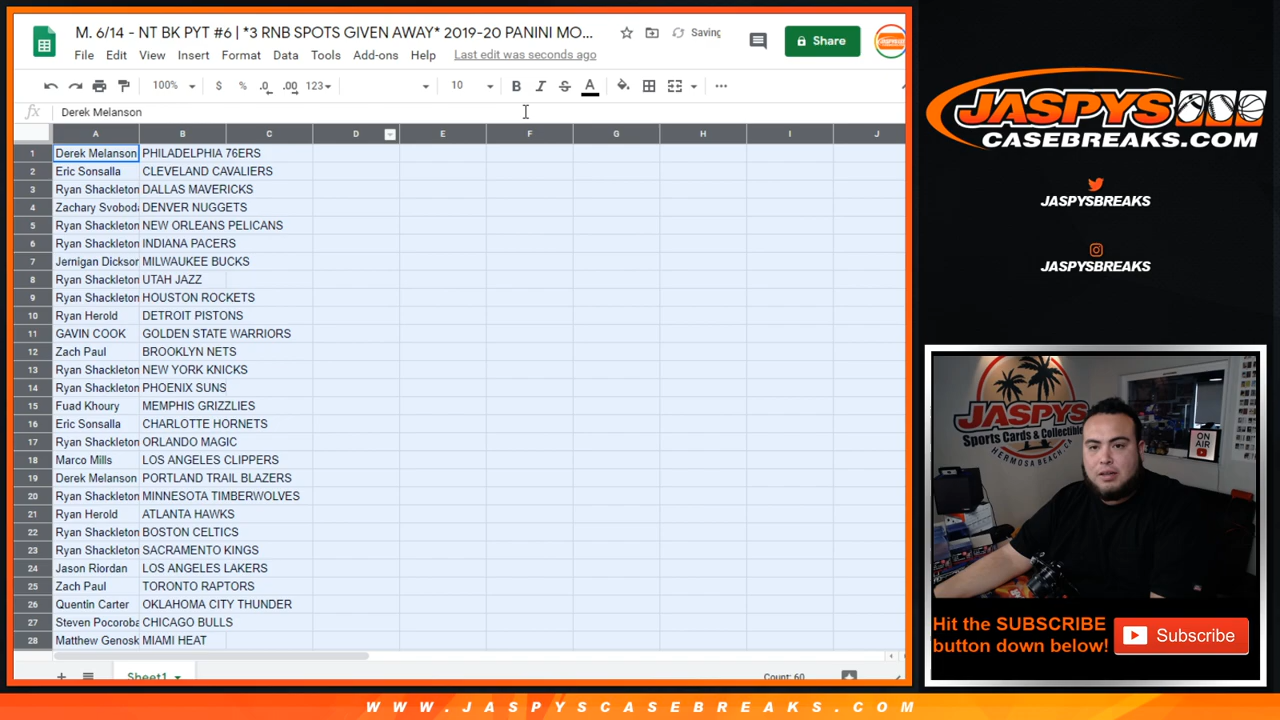 M. 6/14 - NT BK PYT #6 | *3 RNB SPOTS GIVEN AWAY* 2019-20 PANINI MO...
Saving
Share
File Edit View Insert Format Data Tools Add-ons Help Last edit was seconds ago
100% $ % .0 .00 123 10 B I S A
fx Derek Melanson
A B C D E F G H I J
1 Derek Melanson PHILADELPHIA 76ERS
2 Eric Sonsalla CLEVELAND CAVALIERS
3 Ryan Shackleton DALLAS MAVERICKS
4 Zachary Svoboda DENVER NUGGETS
5 Ryan Shackleton NEW ORLEANS PELICANS
6 Ryan Shackleton INDIANA PACERS
7 Jernigan Dickson MILWAUKEE BUCKS
8 Ryan Shackleton UTAH JAZZ
9 Ryan Shackleton HOUSTON ROCKETS
10 Ryan Herold DETROIT PISTONS
11 GAVIN COOK GOLDEN STATE WARRIORS
12 Zach Paul BROOKLYN NETS
13 Ryan Shackleton NEW YORK KNICKS
14 Ryan Shackleton PHOENIX SUNS
15 Fuad Khoury MEMPHIS GRIZZLIES
16 Eric Sonsalla CHARLOTTE HORNETS
17 Ryan Shackleton ORLANDO MAGIC
18 Marco Mills LOS ANGELES CLIPPERS
19 Derek Melanson PORTLAND TRAIL BLAZERS
20 Ryan Shackleton MINNESOTA TIMBERWOLVES
21 Ryan Herold ATLANTA HAWKS
22 Ryan Shackleton BOSTON CELTICS
23 Ryan Shackleton SACRAMENTO KINGS
24 Jason Riordan LOS ANGELES LAKERS
25 Zach Paul TORONTO RAPTORS
26 Quentin Carter OKLAHOMA CITY THUNDER
27 Steven Pocoroba CHICAGO BULLS
28 Matthew Genosk MIAMI HEAT
Sheet1
Count: 60
JASPYS
CASEBREAKS.COM
JASPYSBREAKS
JASPYSBREAKS
JASPYS
Sports Cards & Collectible
HERMOSA BEACH, CA
ON AIR
Hit the SUBSCRIBE
button down below!
Subscribe
WWW.JASPYSCASEBREAKS.COM